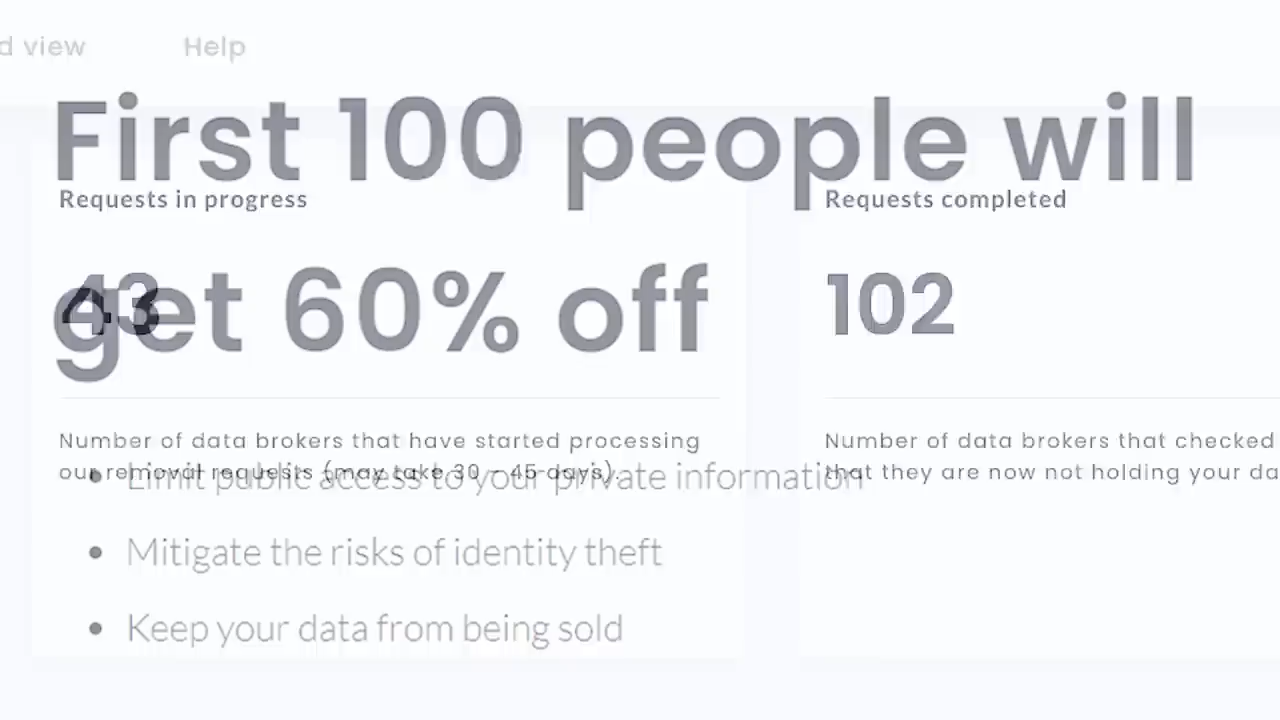 d view Help
First 100 people will
Requests in progress
Requests completed
get 60% off
43
102
Number of data brokers that have started processing
our removal requests (may take 30 - 45 days).
Number of data brokers that checked
that they are now not holding your da
Limit public access to your private information
Mitigate the risks of identity theft
Keep your data from being sold